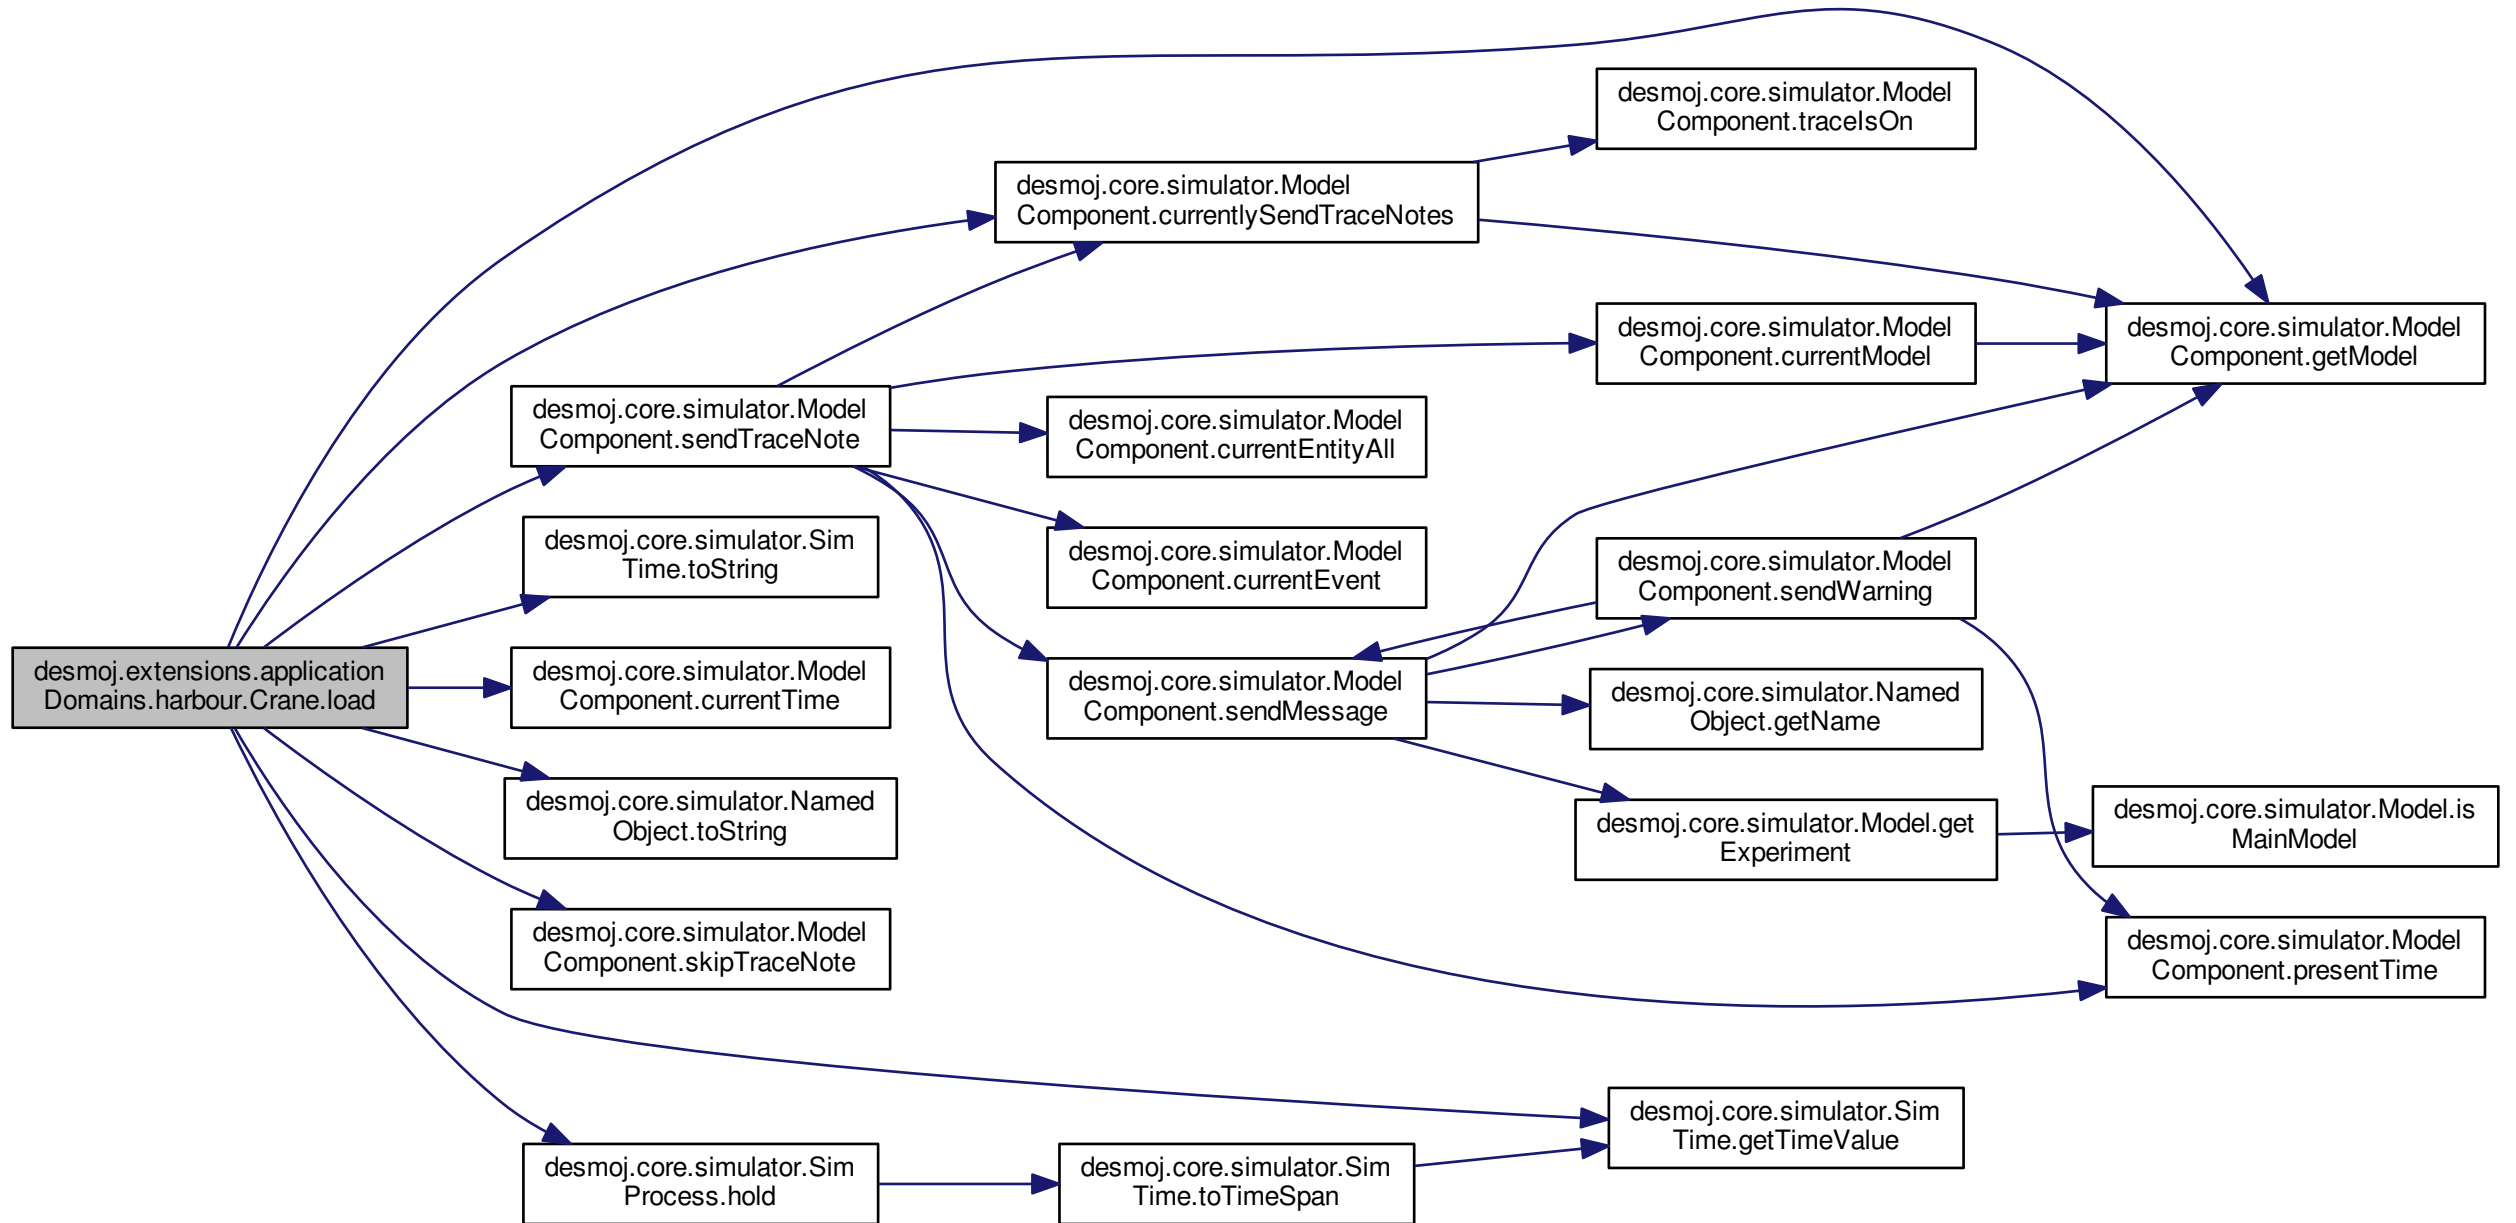 desmoj.core.simulator.Model
Component.traceIsOn
desmoj.core.simulator.Model
Component.currentlySendTraceNotes
desmoj.core.simulator.Model
Component.currentModel
desmoj.core.simulator.Model
Component.getModel
desmoj.core.simulator.Model
Component.sendTraceNote
desmoj.core.simulator.Model
Component.currentEntityAll
desmoj.core.simulator.Sim
Time.toString
desmoj.core.simulator.Model
Component.currentEvent
desmoj.core.simulator.Model
Component.sendWarning
desmoj.extensions.application
Domains.harbour.Crane.load
desmoj.core.simulator.Model
Component.currentTime
desmoj.core.simulator.Model
Component.sendMessage
desmoj.core.simulator.Named
Object.getName
desmoj.core.simulator.Named
Object.toString
desmoj.core.simulator.Model.get
Experiment
desmoj.core.simulator.Model.is
MainModel
desmoj.core.simulator.Model
Component.skipTraceNote
desmoj.core.simulator.Model
Component.presentTime
desmoj.core.simulator.Sim
Time.getTimeValue
desmoj.core.simulator.Sim
Process.hold
desmoj.core.simulator.Sim
Time.toTimeSpan